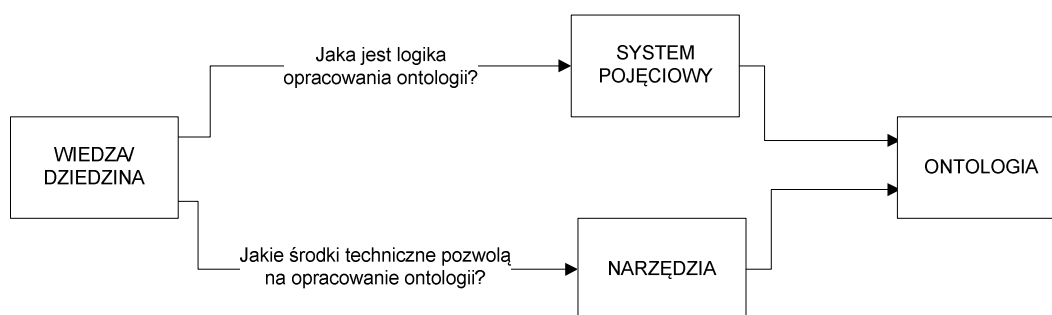 Jaka jest logika
opracowania ontologii?
SYSTEM
POJĘCIOWY
WIEDZA/
DZIEDZINA
ONTOLOGIA
Jakie środki techniczne pozwolą
na opracowanie ontologii?
NARZĘDZIA